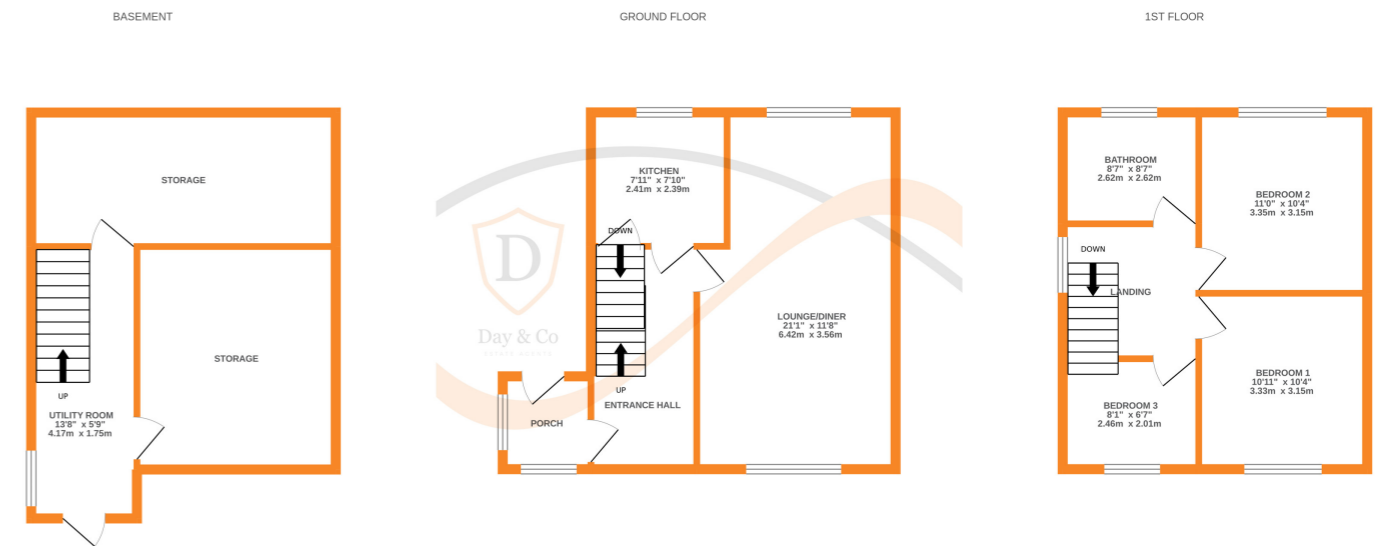 BASEMENT
STORAGE
STORAGE
UP
UTILITY ROOM
13'8" x 5'9"
4.17m x 1.75m
GROUND FLOOR
KITCHEN
7'11" x 7'10"
2.41m x 2.39m
DOWN
D
Day & Co
ESTATE AGENTS
LOUNGE/DINER
21'1" x 11'8"
6.42m x 3.56m
UP
ENTRANCE HALL
PORCH
1ST FLOOR
BATHROOM
8'7" x 8'7"
2.62m x 2.62m
BEDROOM 2
11'0" x 10'4"
3.35m x 3.15m
DOWN
LANDING
BEDROOM 1
10'11" x 10'4"
3.33m x 3.15m
BEDROOM 3
8'1" x 6'7"
2.46m x 2.01m